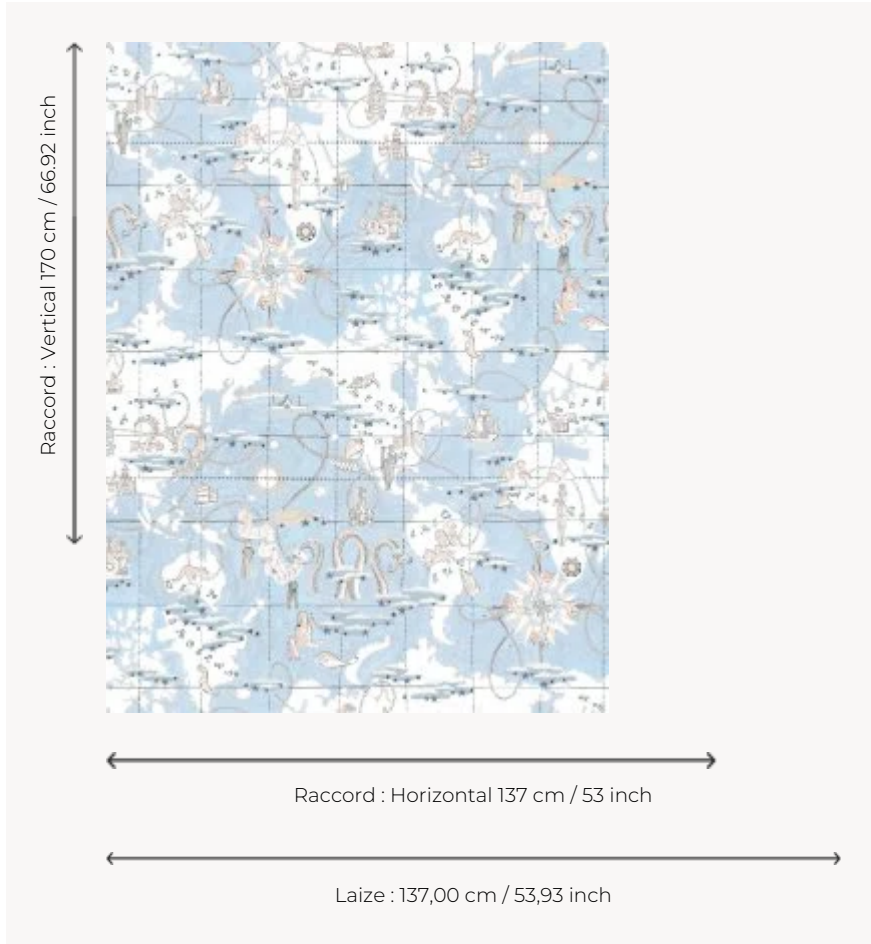 Raccord : Vertical 170 cm / 66.92 inch
Raccord : Horizontal 137 cm / 53 inch
Laize : 137,00 cm / 53,93 inch